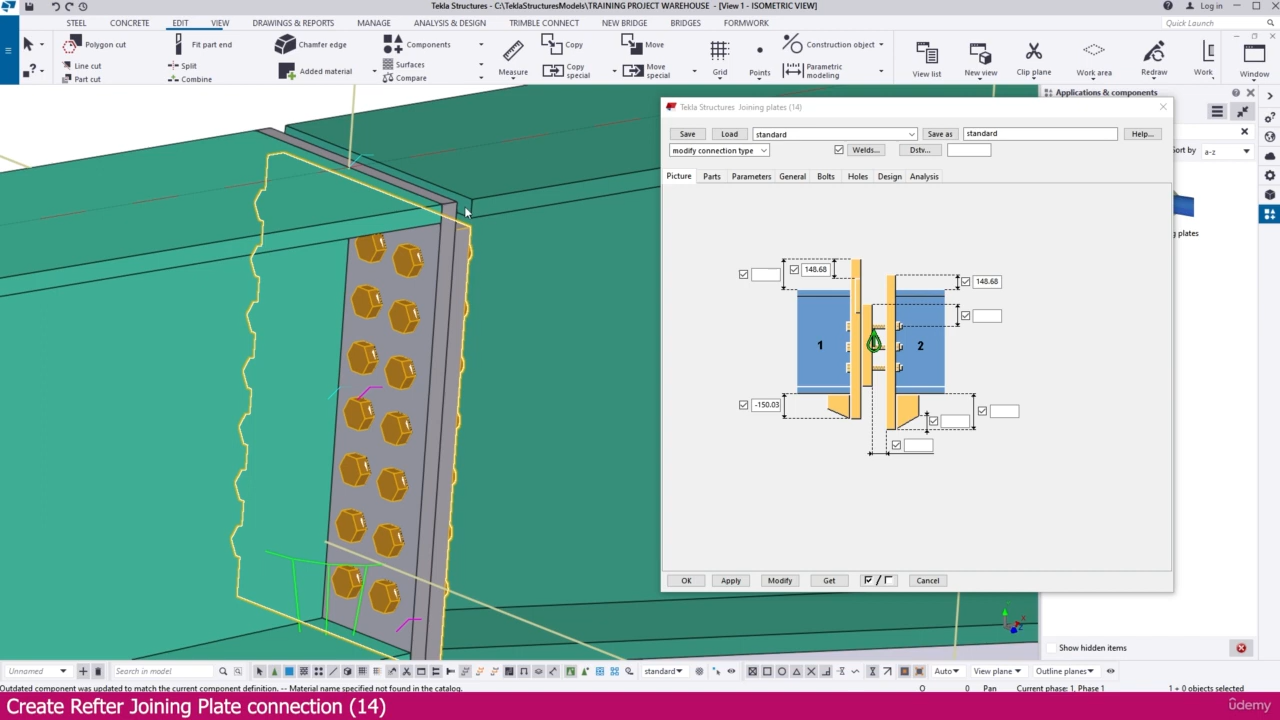 Tekla Structures - C:\TeklaStructuresModels\TRAINING PROJECT WAREHOUSE - [View 1 - ISOMETRIC VIEW]
Log in
STEEL CONCRETE EDIT VIEW DRAWINGS & REPORTS MANAGE ANALYSIS & DESIGN TRIMBLE CONNECT NEW BRIDGE BRIDGES FORMWORK
Quick Launch
Polygon cut
Line cut
Part cut
Fit part end
Split
Combine
Chamfer edge
Added material
Components
Surfaces
Compare
Measure
Copy
Copy special
Move
Move special
Grid
Points
Construction object
Parametric modeling
View list
New view
Clip plane
Work area
Redraw
Work
Window
Applications & components
Sort by a-z
g plates
Show hidden items
Tekla Structures Joining plates (14)
Save Load standard Save as standard Help...
modify connection type Welds... Dstv...
Picture Parts Parameters General Bolts Holes Design Analysis
148.68
148.68
1
2
-150.03
OK Apply Modify Get / Cancel
Unnamed Search in model standard Auto View plane Outline planes
Outdated component was updated to match the current component definition. -- Material name specified not found in the catalog.
O 0 Pan Current phase: 1, Phase 1 1 + 0 objects selected
Create Refter Joining Plate connection (14)
ûdemy